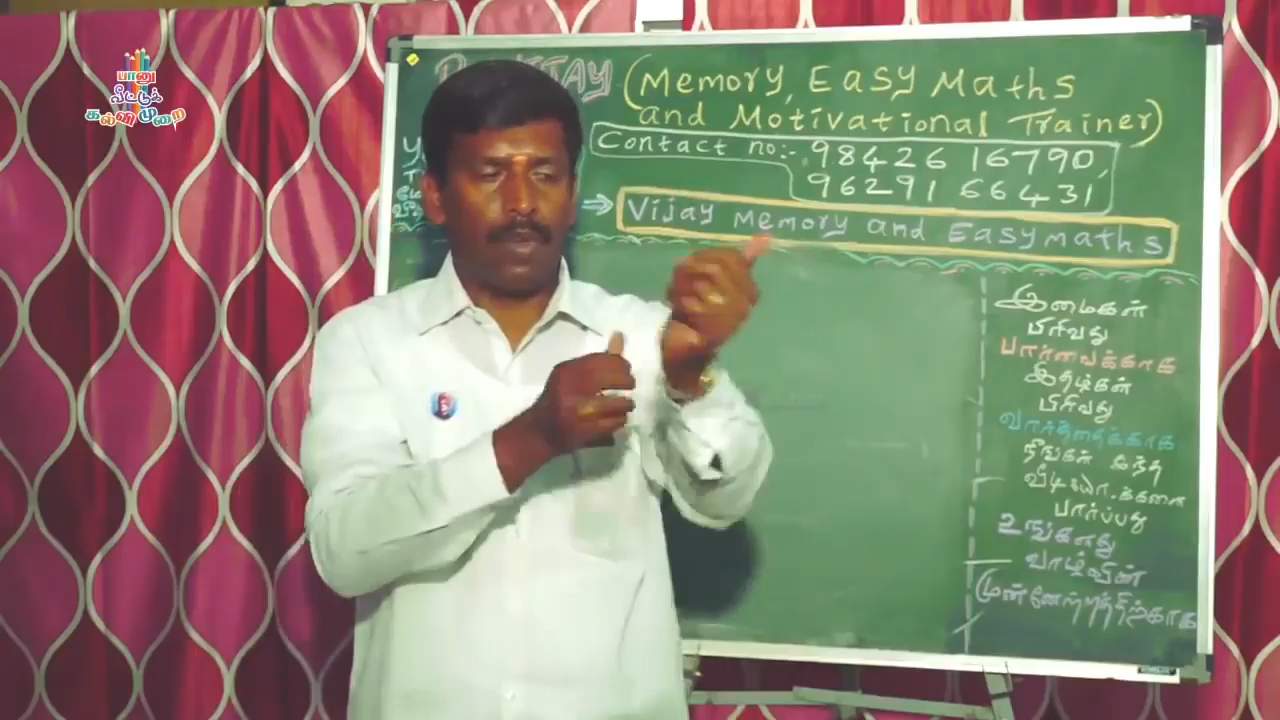 பானு
வீட்டுக்
கல்வுமுறை
(Memory, Easy Maths
and Motivational Trainer)
Contact no:- 98426 16790,
96291 66431
⇒ Vijay memory and Easymaths
இமைகள்
பிரிவது
பார்வைக்காக
இதழ்கள்
பிரிவது
வார்த்தைக்காக
நீங்கள் இந்த
வீடியோ.க்களை
பார்ப்பது
உங்களது
வாழ்வின்
முன்னேற்றத்திற்காக